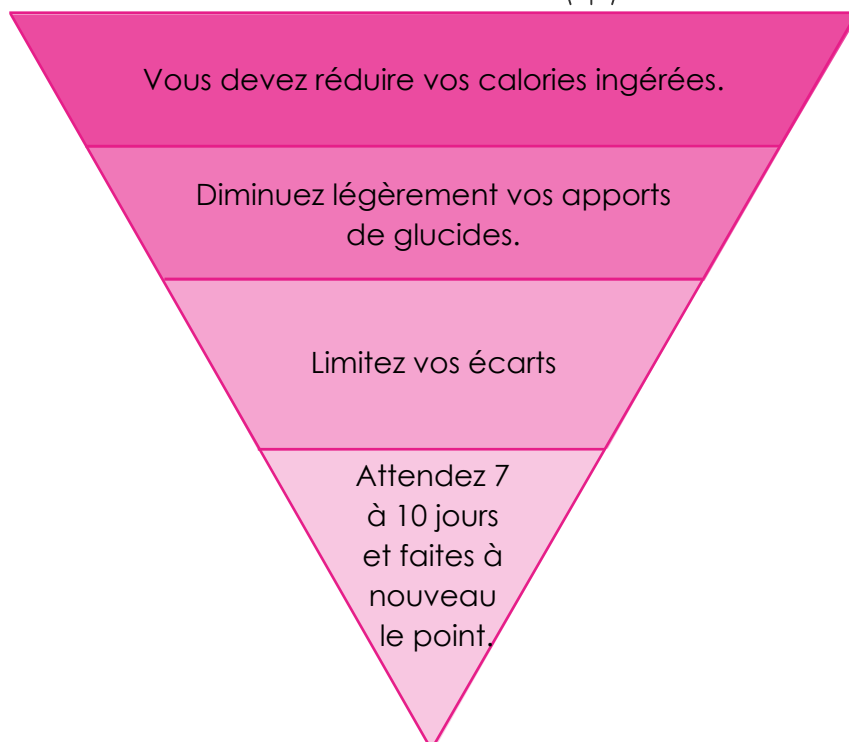 Vous devez réduire vos calories ingérées.
Diminuez légèrement vos apports
de glucides.
Limitez vos écarts
Attendez 7
à 10 jours
et faites à
nouveau
le point.